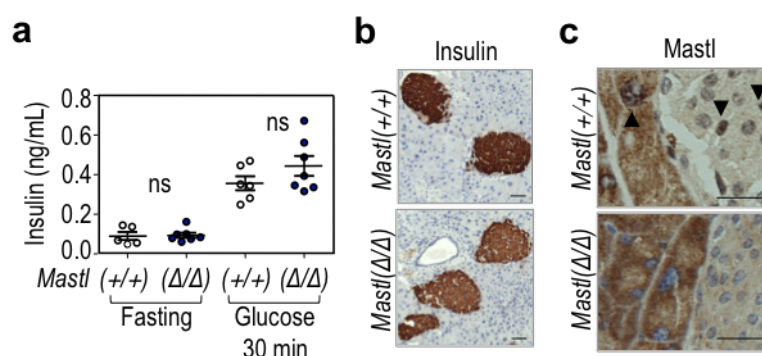 a
b
c
Insulin
Mastl
Insulin (ng/mL)
0.8
0.6
0.4
0.2
0.0
ns
ns
Mastl (+/+) (Δ/Δ) (+/+) (Δ/Δ)
Fasting
Glucose
30 min
Mastl(+/+)
Mastl(Δ/Δ)
Mastl(+/+)
Mastl(Δ/Δ)